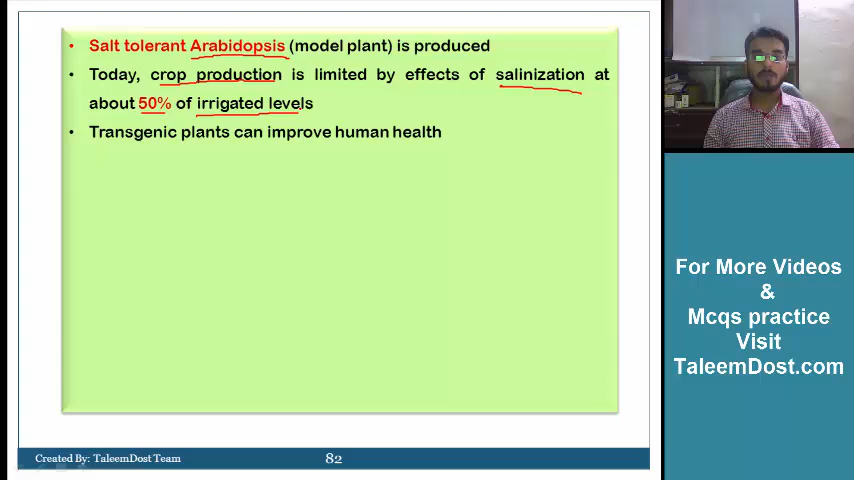 Salt tolerant Arabidopsis (model plant) is produced
Today, crop production is limited by effects of salinization at
about 50% of irrigated levels
Transgenic plants can improve human health
For More Videos
&
Mcqs practice
Visit
TaleemDost.com
Created By: TaleemDost Team
82